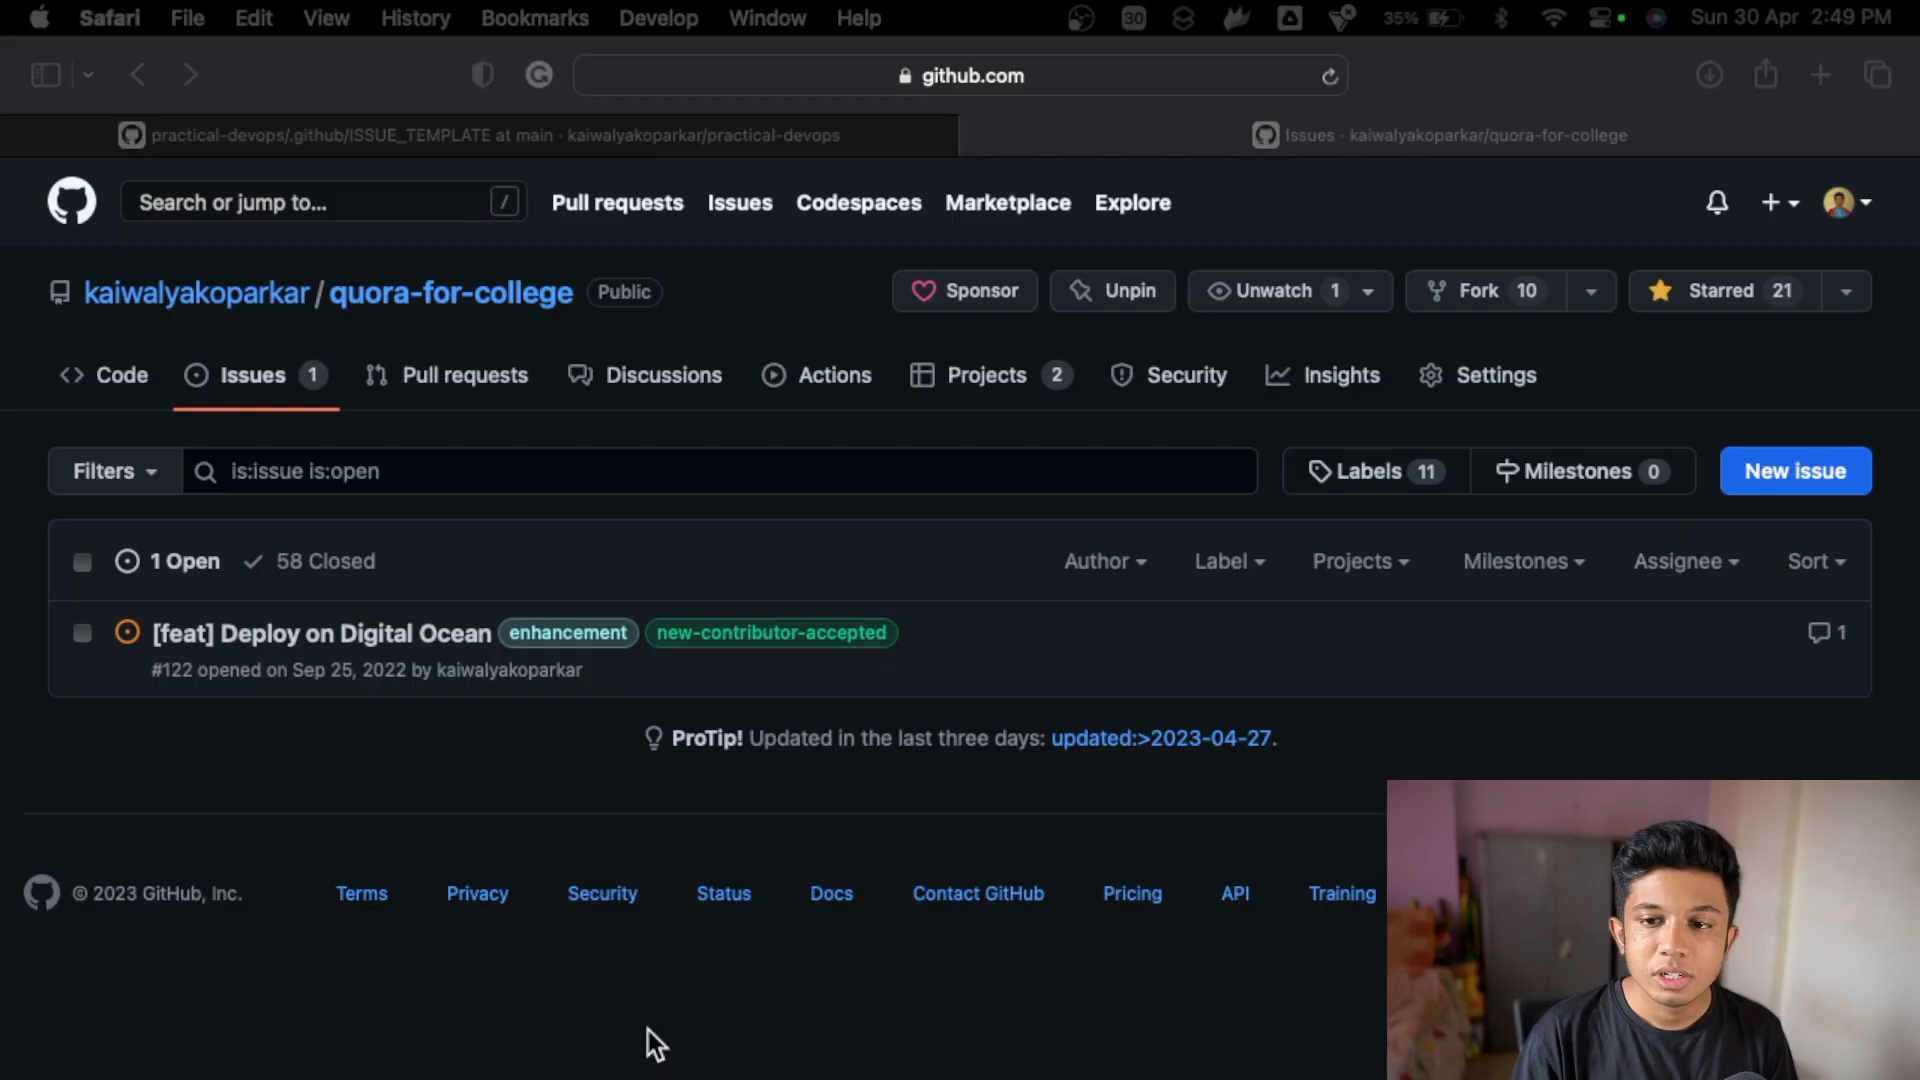 Safari File Edit View History Bookmarks Develop Window Help 30 35% Sun 30 Apr 2:49 PM
github.com
practical-devops/.github/ISSUE_TEMPLATE at main · kaiwalyakoparkar/practical-devops
Issues · kaiwalyakoparkar/quora-for-college
Search or jump to... / Pull requests Issues Codespaces Marketplace Explore
kaiwalyakoparkar / quora-for-college Public Sponsor Unpin Unwatch 1 Fork 10 Starred 21
Code Issues 1 Pull requests Discussions Actions Projects 2 Security Insights Settings
Filters is:issue is:open Labels 11 Milestones 0 New issue
1 Open 58 Closed Author Label Projects Milestones Assignee Sort
[feat] Deploy on Digital Ocean enhancement new-contributor-accepted 1
#122 opened on Sep 25, 2022 by kaiwalyakoparkar
ProTip! Updated in the last three days: updated:>2023-04-27.
© 2023 GitHub, Inc. Terms Privacy Security Status Docs Contact GitHub Pricing API Training